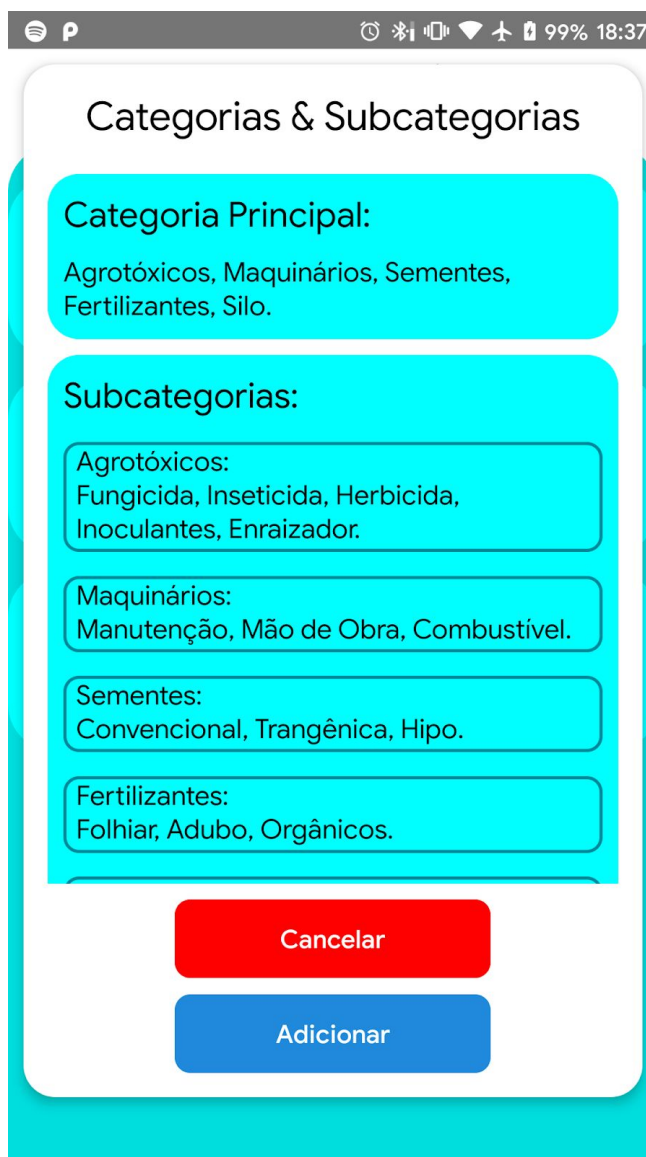 99% 18:37
Categorias & Subcategorias
Categoria Principal:
Agrotóxicos, Maquinários, Sementes,
Fertilizantes, Silo.
Subcategorias:
Agrotóxicos:
Fungicida, Inseticida, Herbicida,
Inoculantes, Enraizador.
Maquinários:
Manutenção, Mão de Obra, Combustível.
Sementes:
Convencional, Trangênica, Hipo.
Fertilizantes:
Folhiar, Adubo, Orgânicos.
Cancelar
Adicionar